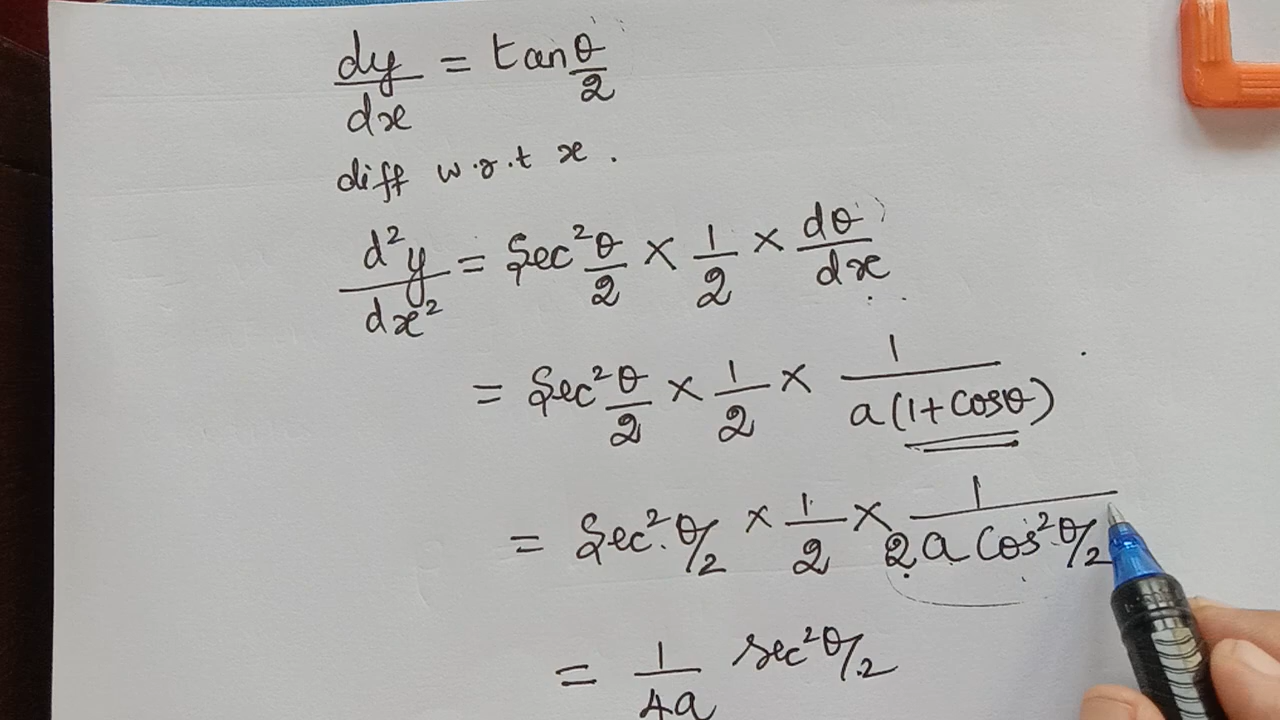 dy/dx = tan θ/2
diff w.r.t x.
d²y/dx² = Sec² θ/2 × 1/2 × dθ/dx
= Sec² θ/2 × 1/2 × 1/a(1+cosθ)
= Sec² θ/2 × 1/2 × 1/2a cos² θ/2
= 1/4a sec² θ/2